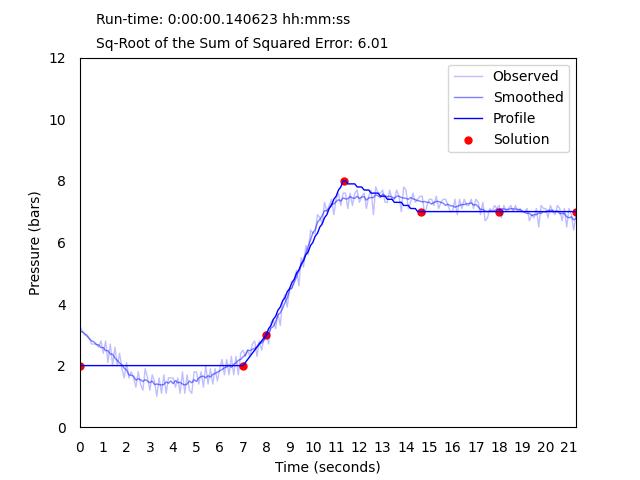 Run-time: 0:00:00.140623 hh:mm:ss
Sq-Root of the Sum of Squared Error: 6.01
Observed
Smoothed
Profile
Solution
12
10
8
6
4
2
0
Pressure (bars)
0 1 2 3 4 5 6 7 8 9 10 11 12 13 14 15 16 17 18 19 20 21
Time (seconds)